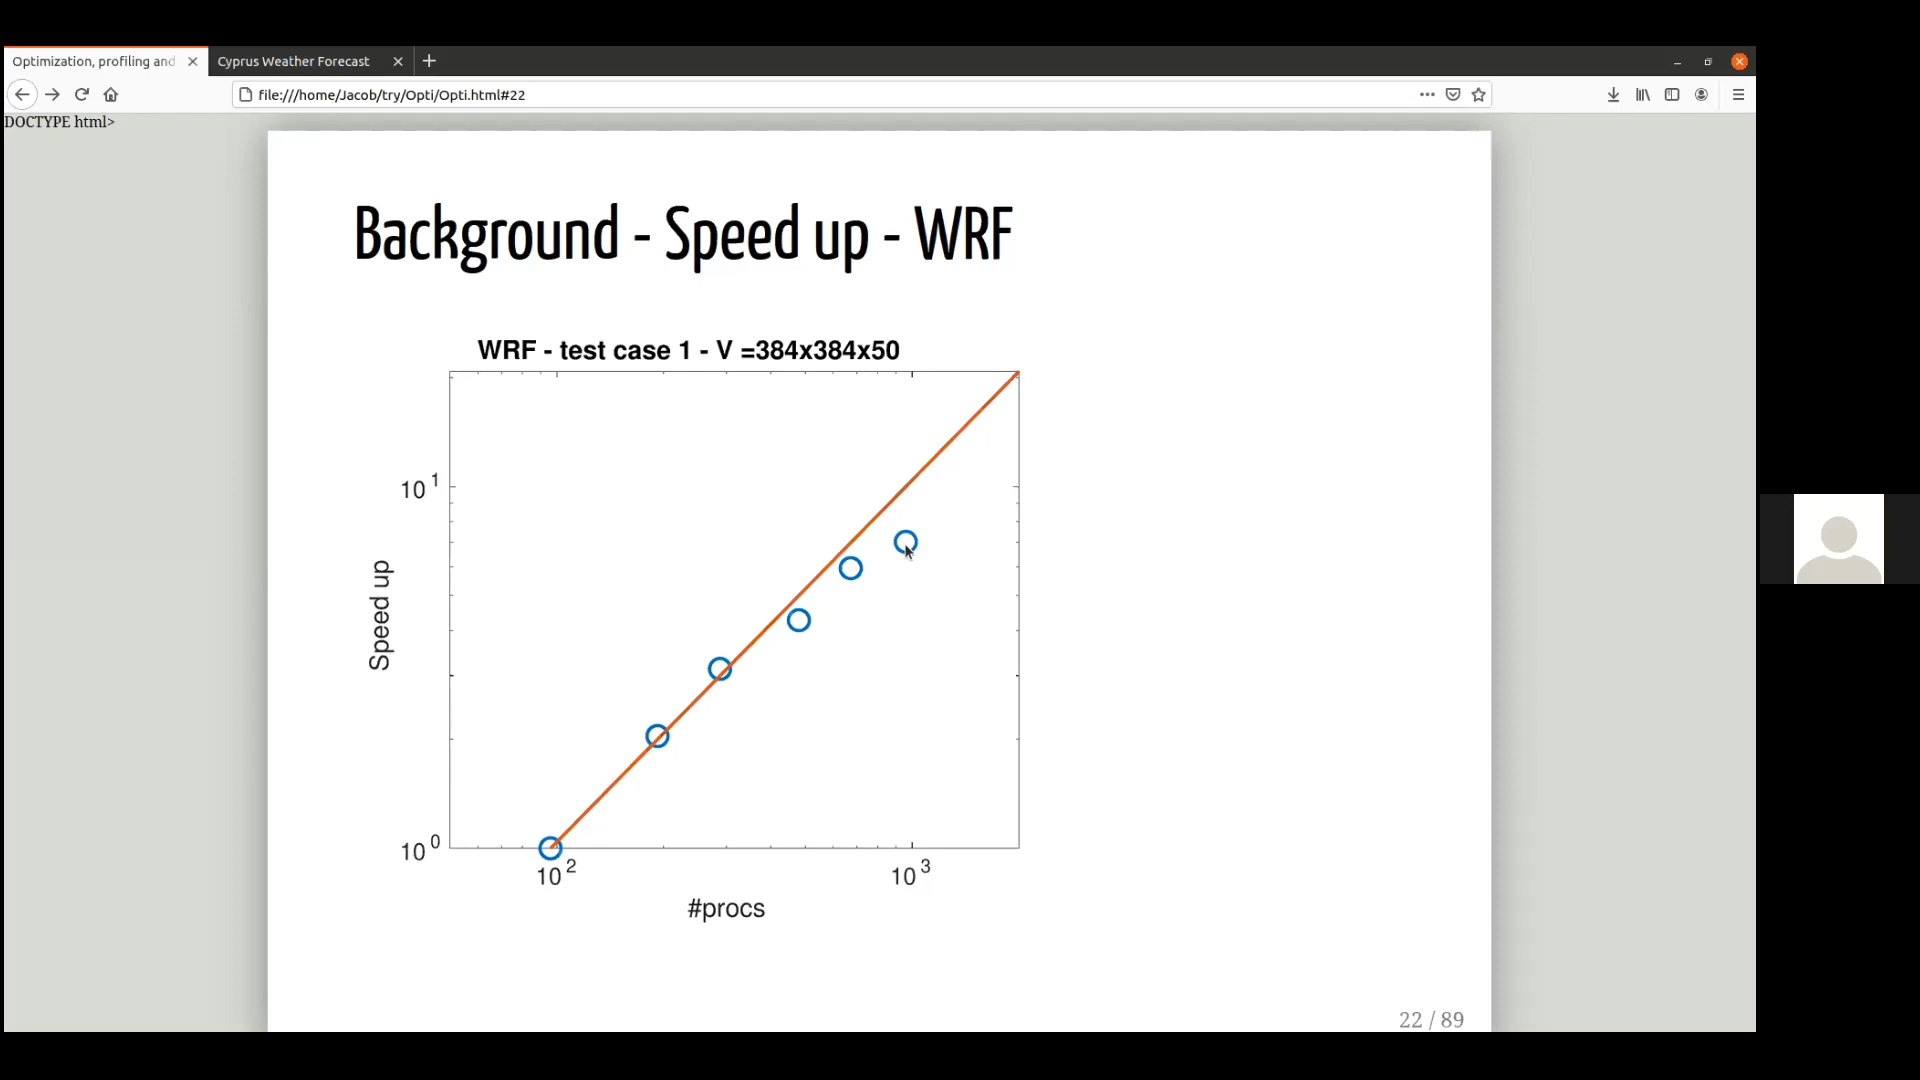 Optimization, profiling and
Cyprus Weather Forecast
file:///home/Jacob/try/Opti/Opti.html#22
DOCTYPE html>
Background - Speed up - WRF
WRF - test case 1 - V =384x384x50
10 1
Speed up
10 0
10 2
10 3
#procs
22 / 89